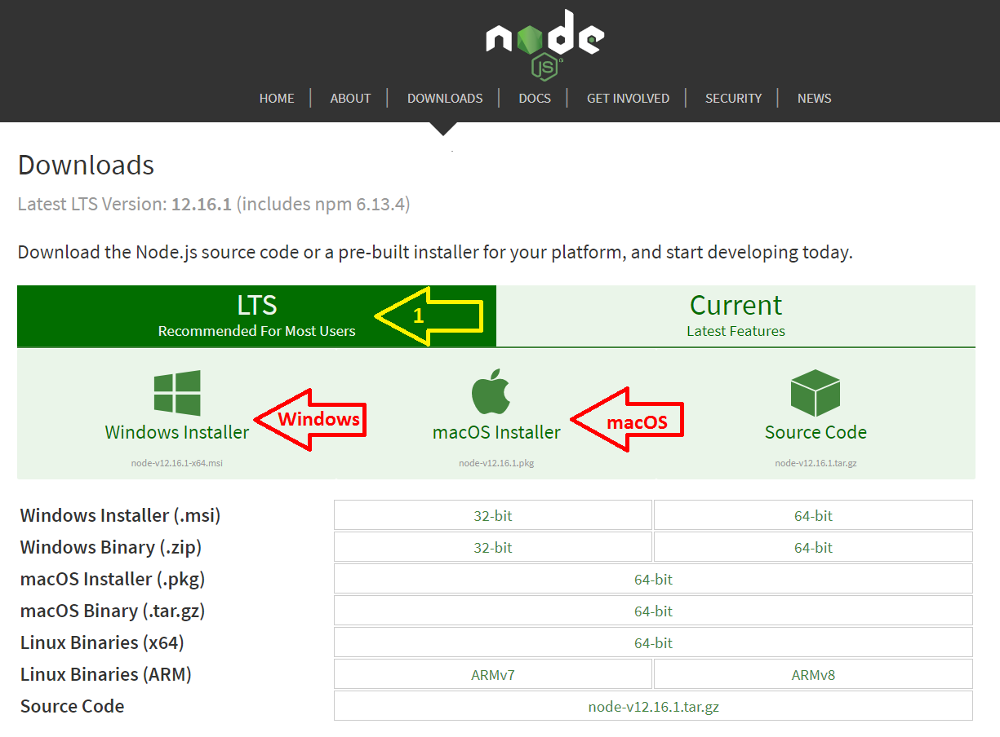 node
JS
HOME ABOUT DOWNLOADS DOCS GET INVOLVED SECURITY NEWS
Downloads
Latest LTS Version: 12.16.1 (includes npm 6.13.4)
Download the Node.js source code or a pre-built installer for your platform, and start developing today.
LTS
Recommended For Most Users
1
Current
Latest Features
Windows Installer
node-v12.16.1-x64.msi
Windows
macOS Installer
node-v12.16.1.pkg
macOS
Source Code
node-v12.16.1.tar.gz
Windows Installer (.msi) 32-bit 64-bit
Windows Binary (.zip) 32-bit 64-bit
macOS Installer (.pkg) 64-bit
macOS Binary (.tar.gz) 64-bit
Linux Binaries (x64) 64-bit
Linux Binaries (ARM) ARMv7 ARMv8
Source Code node-v12.16.1.tar.gz